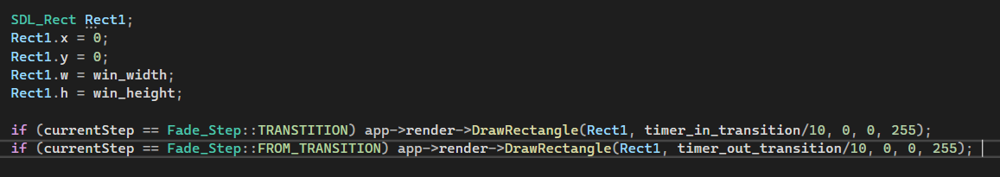 SDL_Rect Rect1;
Rect1.x = 0;
Rect1.y = 0;
Rect1.w = win_width;
Rect1.h = win_height;
if (currentStep == Fade_Step::TRANSTITION) app->render->DrawRectangle(Rect1, timer_in_transition/10, 0, 0, 255);
if (currentStep == Fade_Step::FROM_TRANSITION) app->render->DrawRectangle(Rect1, timer_out_transition/10, 0, 0, 255);